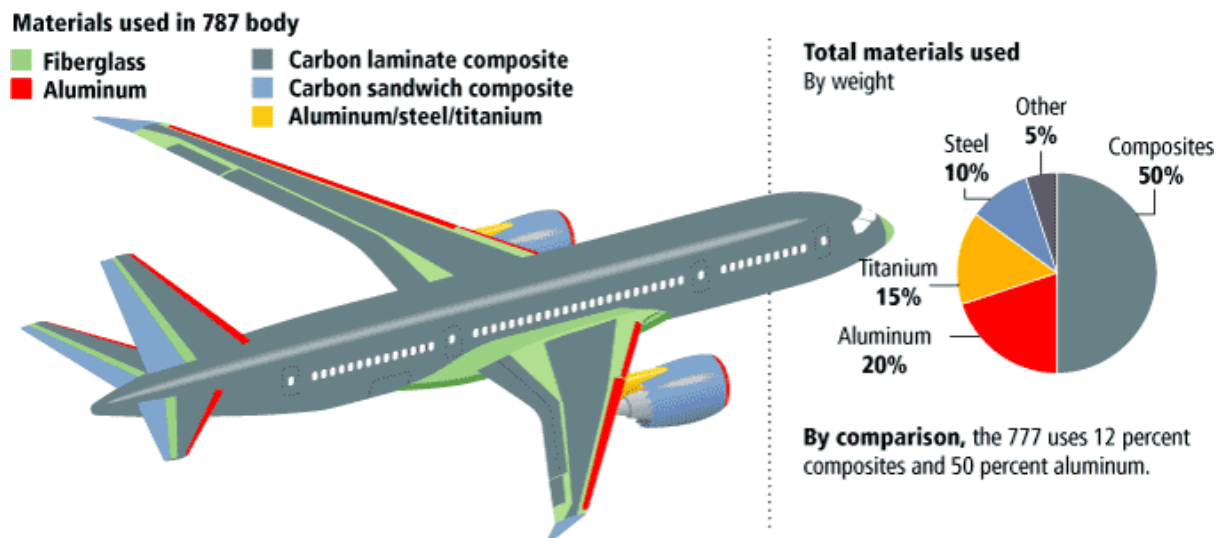 Materials used in 787 body
Fiberglass
Aluminum
Carbon laminate composite
Carbon sandwich composite
Aluminum/steel/titanium
Total materials used
By weight
Other
5%
Steel
10%
Composites
50%
Titanium
15%
Aluminum
20%
By comparison, the 777 uses 12 percent
composites and 50 percent aluminum.